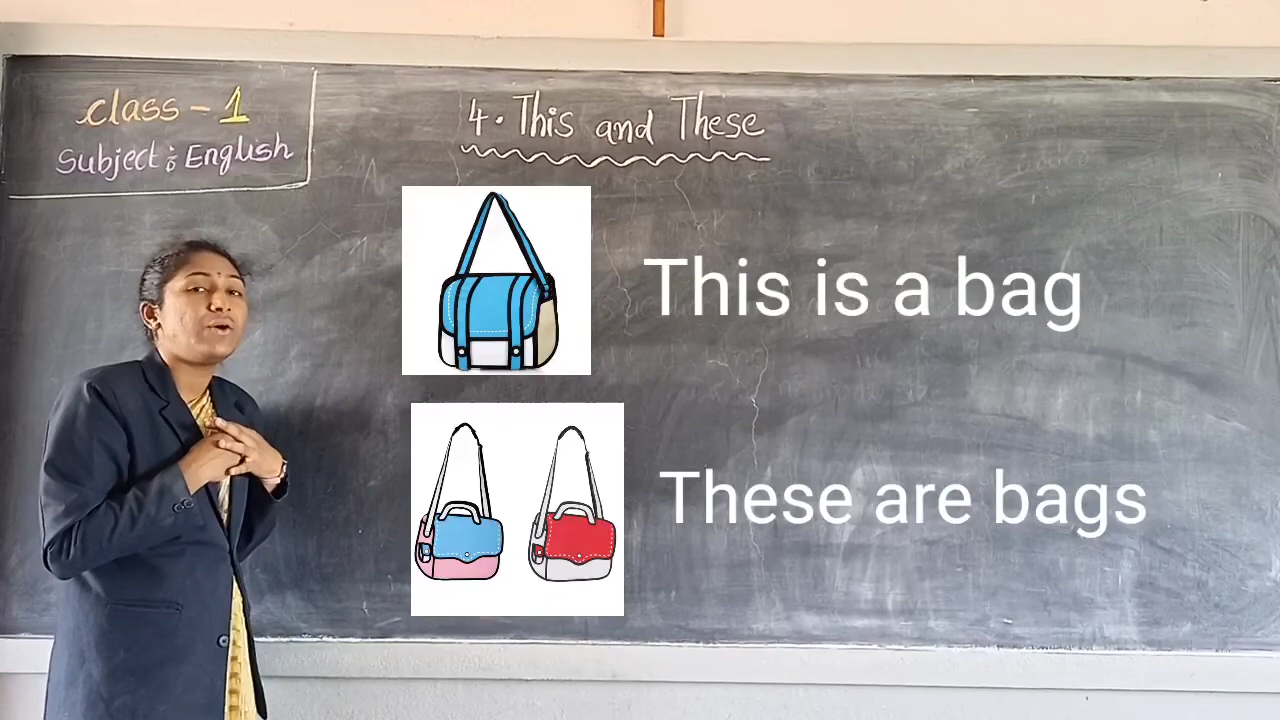 class - 1
Subject : English
4. This and These
This is a bag
These are bags